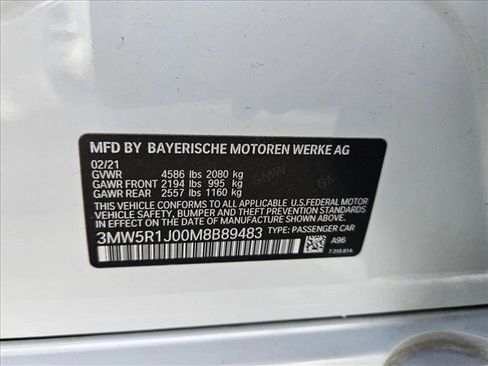 MFD BY BAYERISCHE MOTOREN WERKE AG
02/21
GVWR 4586 lbs 2080 kg
GAWR FRONT 2194 lbs 995 kg
GAWR REAR 2557 lbs 1160 kg
THIS VEHICLE CONFORMS TO ALL APPLICABLE U.S.FEDERAL MOTOR
VEHICLE SAFETY, BUMPER, AND THEFT PREVENTION STANDARDS
IN EFFECT ON THE DATE OF MANUFACTURE SHOWN ABOVE.
3MW5R1J00M8B89483 TYPE: PASSENGER CAR A96